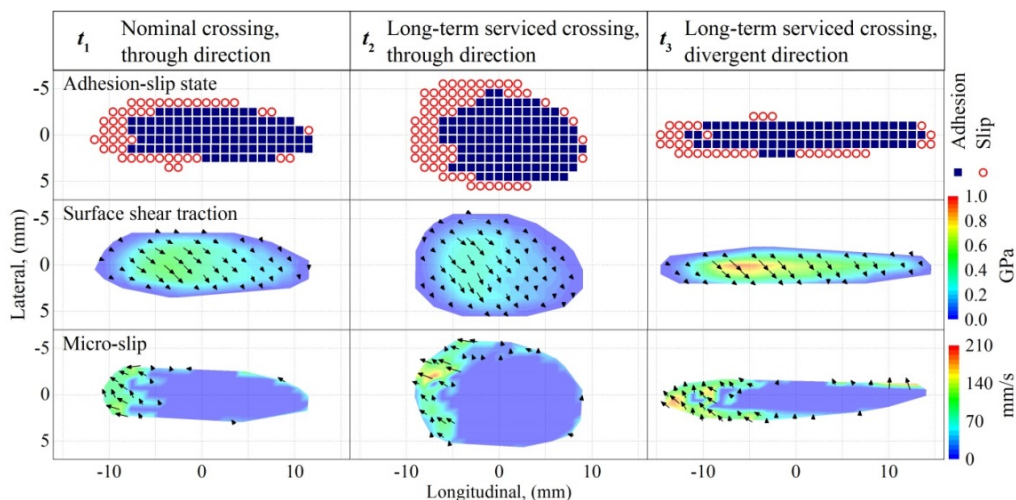 t1 Nominal crossing,
through direction
t2 Long-term serviced crossing,
through direction
t3 Long-term serviced crossing,
divergent direction
Adhesion-slip state
-5
0
5
Adhesion
Slip
Surface shear traction
-5
0
5
1.0
0.8
0.6
0.4
0.2
0.0
GPa
Lateral, (mm)
Micro-slip
-5
0
5
210
140
70
0
mm/s
-10 0 10 -10 0 10 -10 0 10
Longitudinal, (mm)